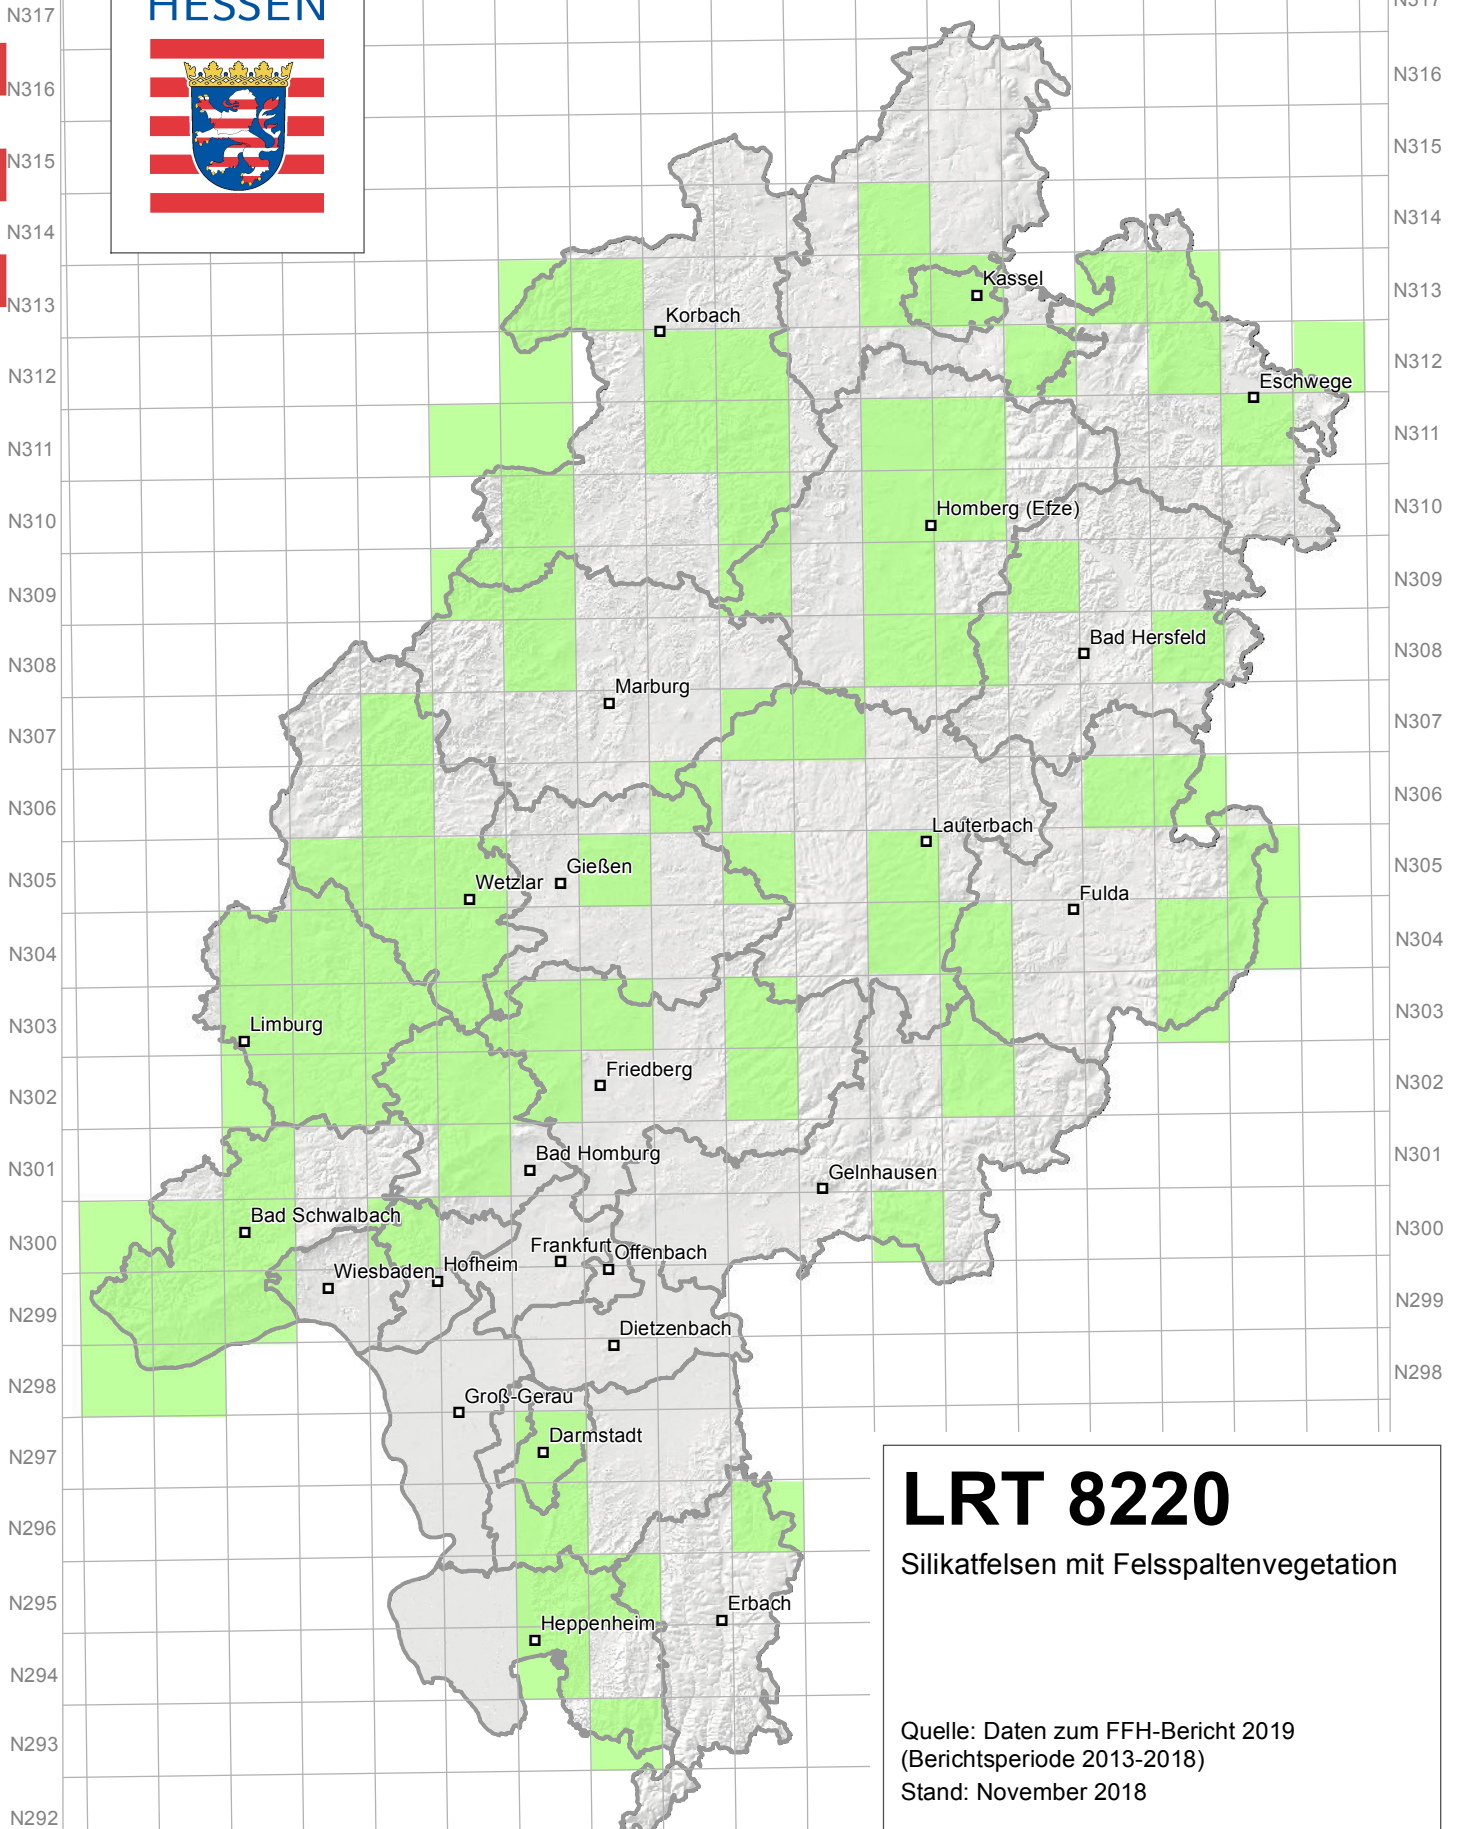 N317
HESSEN
N317
N316
N316
N315
N315
N314
N314
N313
Kassel
N313
Korbach
N312
N312
Eschwege
N311
N311
N310
Homberg (Efze)
N310
N309
N309
N308
Bad Hersfeld
N308
Marburg
N307
N307
N306
N306
Lauterbach
N305
Wetzlar
Gießen
Fulda
N305
N304
N304
N303
Limburg
N303
N302
Friedberg
N302
N301
Bad Homburg
Gelnhausen
N301
N300
Bad Schwalbach
Frankfurt
Offenbach
N300
Wiesbaden
Hofheim
N299
N299
Dietzenbach
N298
Groß-Gerau
N298
N297
Darmstadt
N296
N295
Erbach
Heppenheim
N294
N293
N292
LRT 8220
Silikatfelsen mit Felsspaltenvegetation
Quelle: Daten zum FFH-Bericht 2019
(Berichtsperiode 2013-2018)
Stand: November 2018